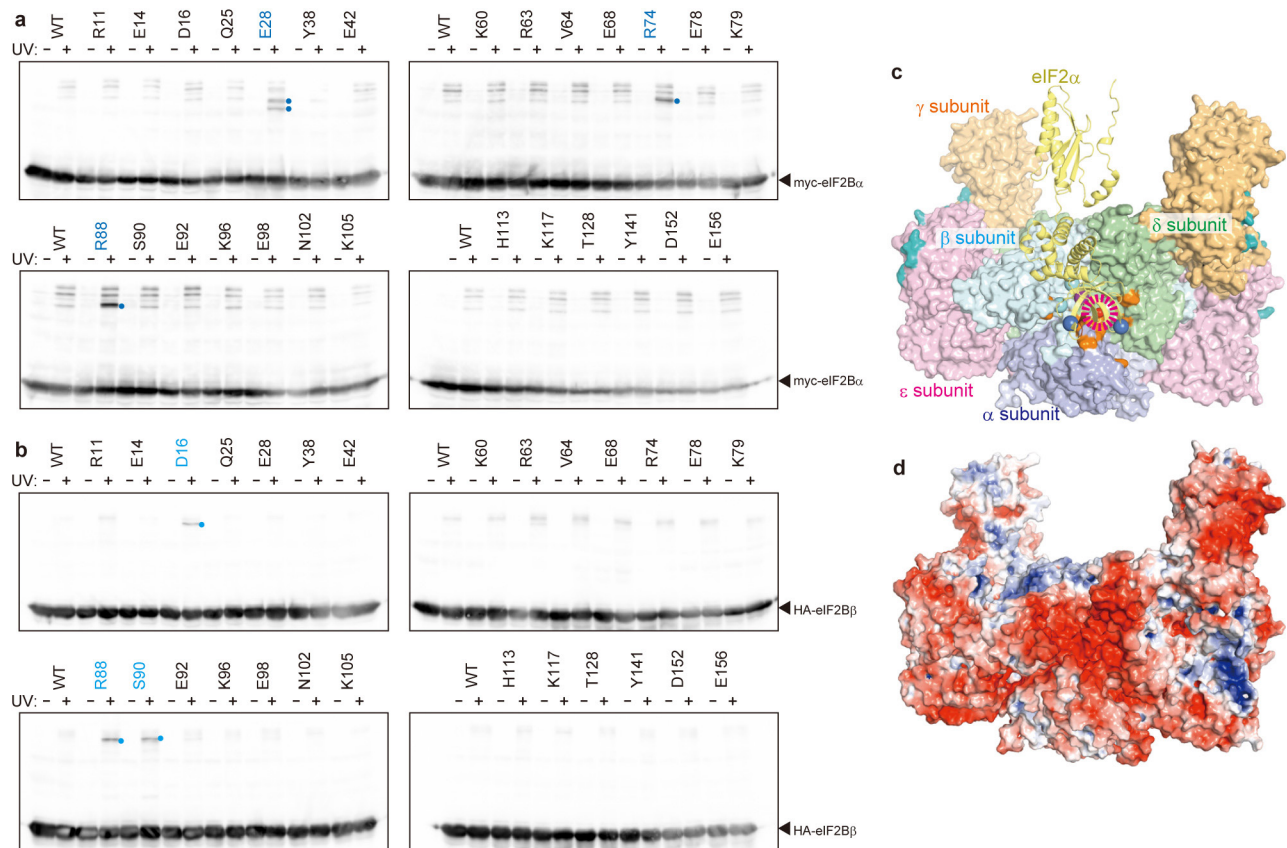 a
WT R11 E14 D16 Q25 E28 Y38 E42
UV: − + − + − + − + − + − + − + − +
WT K60 R63 V64 E68 R74 E78 K79
− + − + − + − + − + − + − + − +
myc-eIF2Bα
WT R88 S90 E92 K96 E98 N102 K105
UV: − + − + − + − + − + − + − + − +
WT H113 K117 T128 Y141 D152 E156
− + − + − + − + − + − + − +
myc-eIF2Bα
b
WT R11 E14 D16 Q25 E28 Y38 E42
UV: − + − + − + − + − + − + − + − +
WT K60 R63 V64 E68 R74 E78 K79
− + − + − + − + − + − + − + − +
HA-eIF2Bβ
WT R88 S90 E92 K96 E98 N102 K105
UV: − + − + − + − + − + − + − + − +
WT H113 K117 T128 Y141 D152 E156
− + − + − + − + − + − + − +
HA-eIF2Bβ
c
eIF2α
γ subunit
β subunit
δ subunit
ε subunit
α subunit
d